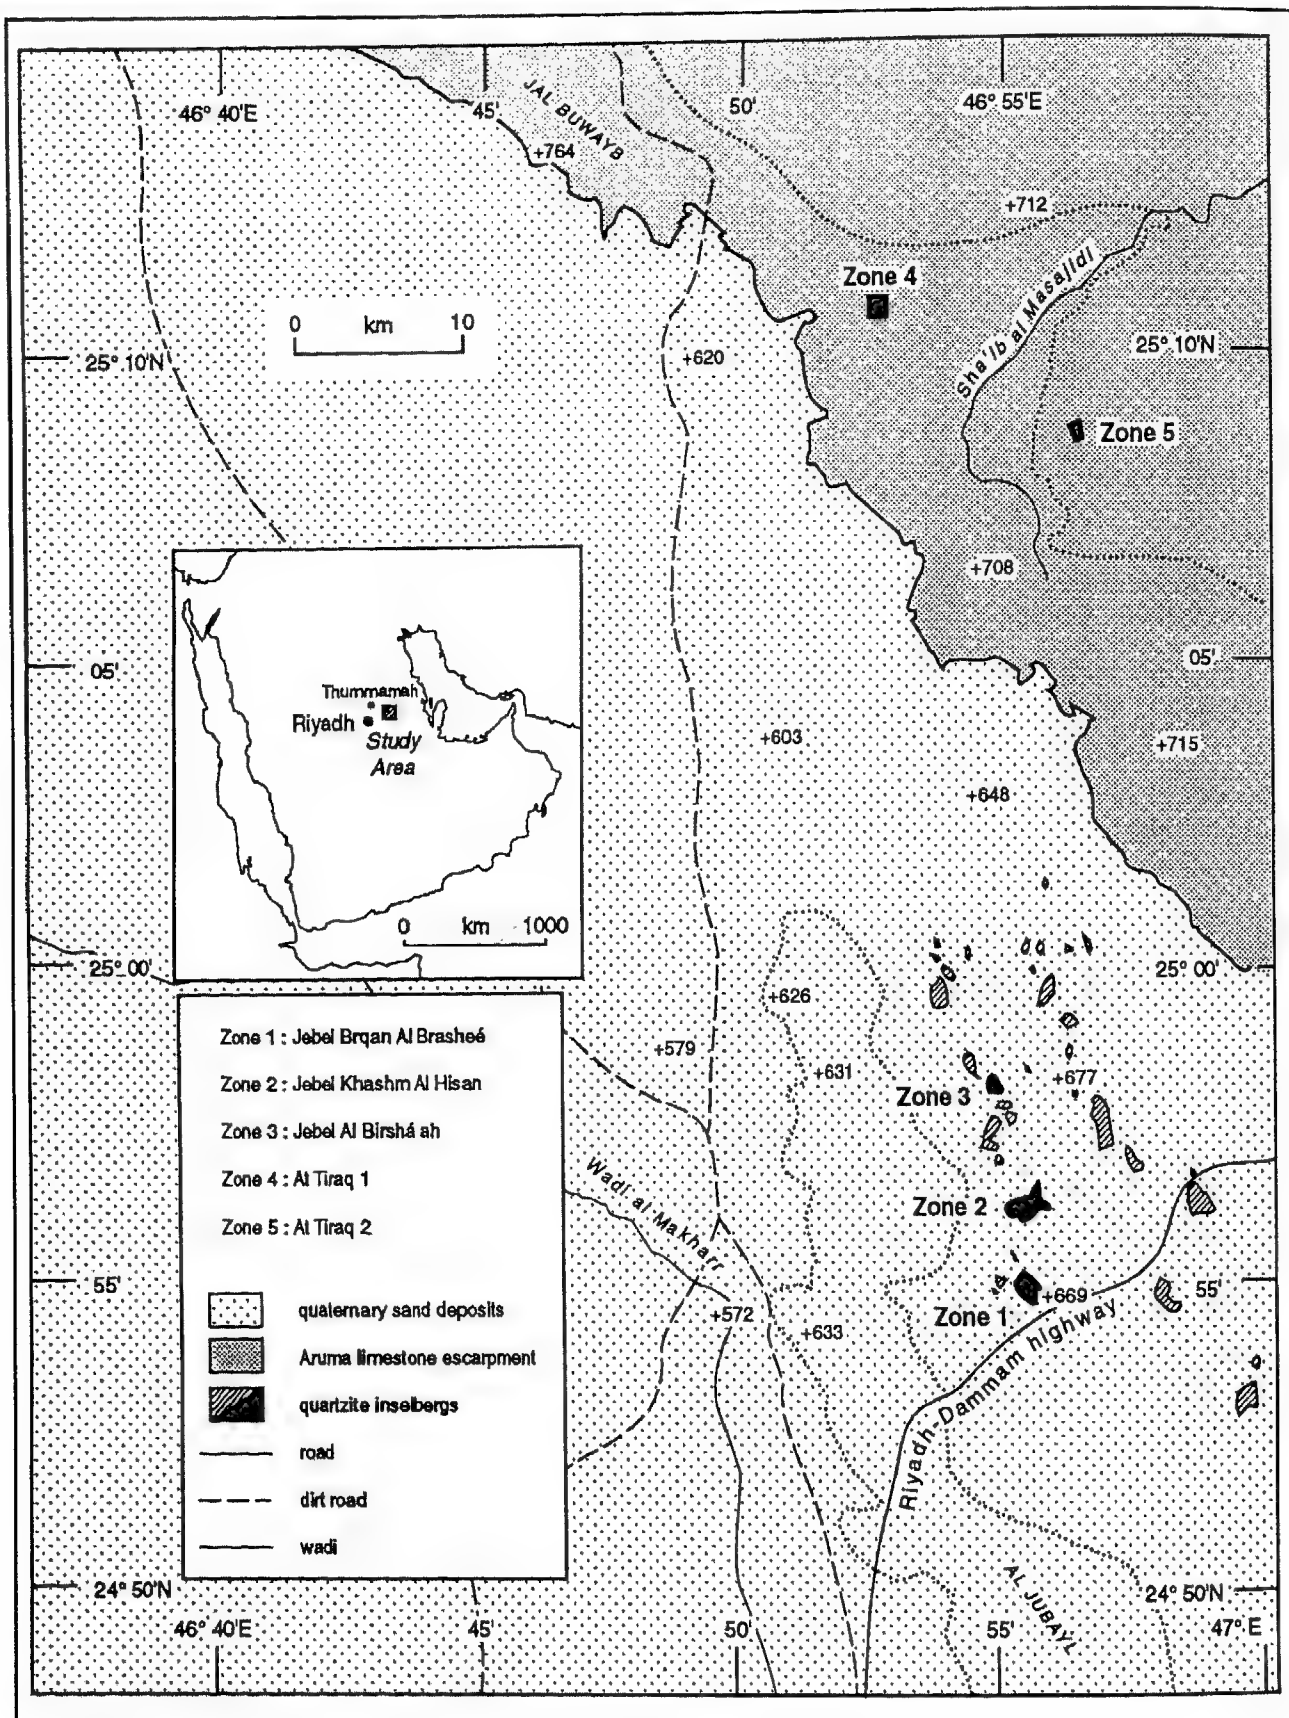 46° 40'E
45'
50'
46° 55'E
JAL BUWAYB
+764
+712
Zone 4
Sha'ib al Masajidi
0 km 10
25° 10'N
+620
25° 10'N
Zone 5
+708
05'
05'
Thummamah
Riyadh
Study
Area
+603
+715
+648
0 km 1000
25° 00'
25° 00'
+626
Zone 1 : Jebel Brqan Al Brasheé
+579
+631
+677
Zone 2 : Jebel Khashm Al Hisan
Zone 3
Zone 3 : Jebel Al Birshá ah
Zone 4 : At Tiraq 1
Wadi al Makharr
Zone 2
Zone 5 : At Tiraq 2
55'
55'
+669
quaternary sand deposits
+572
+633
Zone 1
Aruma limestone escarpment
Riyadh-Dammam highway
quartzite inselbergs
road
dirt road
wadi
24° 50'N
24° 50'N
AL JUBAYL
46° 40'E
45'
50'
55'
47° E